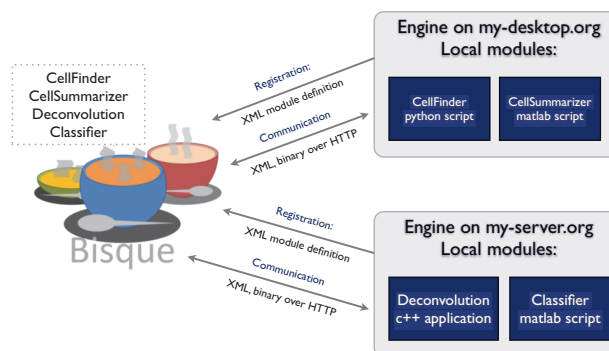 CellFinder
CellSummarizer
Deconvolution
Classifier
Bisque
Registration:
XML module definition
Communication
XML, binary over HTTP
Engine on my-desktop.org
Local modules:
CellFinder
python script
CellSummarizer
matlab script
Registration:
XML module definition
Communication
XML, binary over HTTP
Engine on my-server.org
Local modules:
Deconvolution
c++ application
Classifier
matlab script